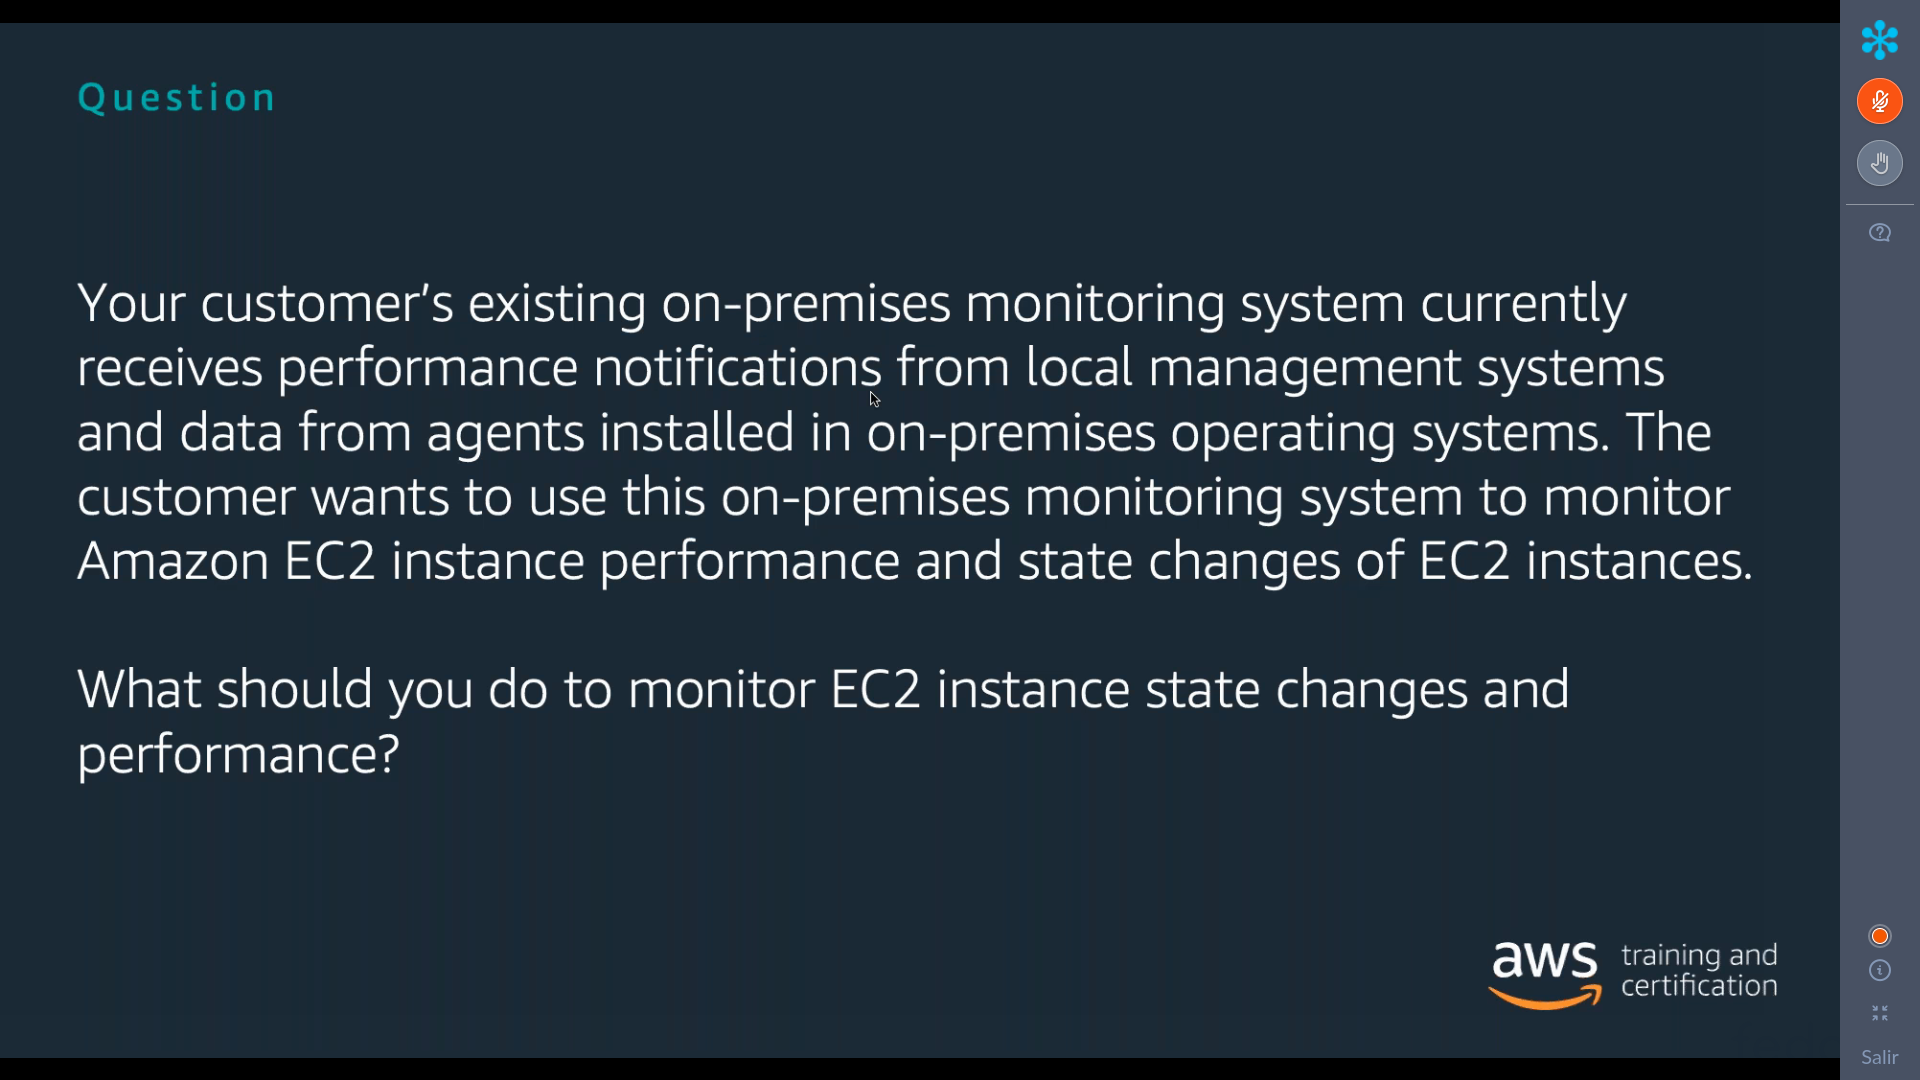 Question
Your customer’s existing on-premises monitoring system currently
receives performance notifications from local management systems
and data from agents installed in on-premises operating systems. The
customer wants to use this on-premises monitoring system to monitor
Amazon EC2 instance performance and state changes of EC2 instances.
What should you do to monitor EC2 instance state changes and
performance?
aws training and
certification
Salir